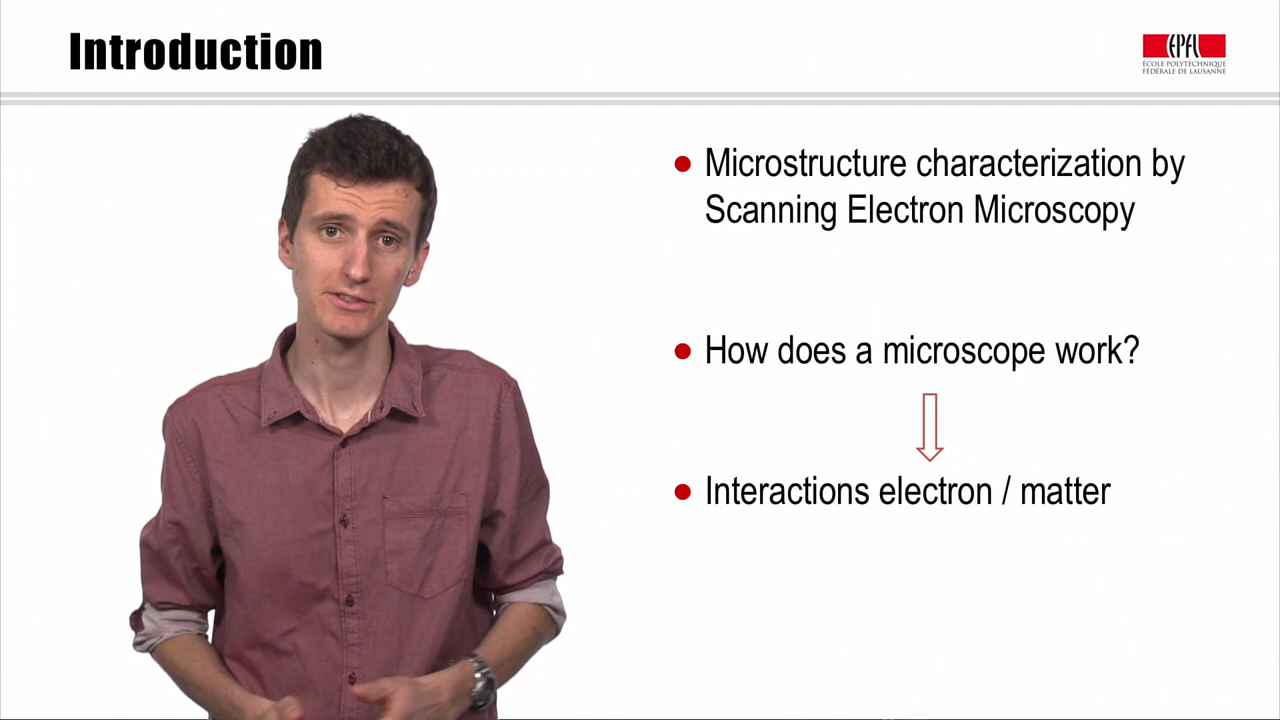 Introduction
EPFL
ÉCOLE POLYTECHNIQUE
FÉDÉRALE DE LAUSANNE
● Microstructure characterization by
Scanning Electron Microscopy
● How does a microscope work?
● Interactions electron / matter